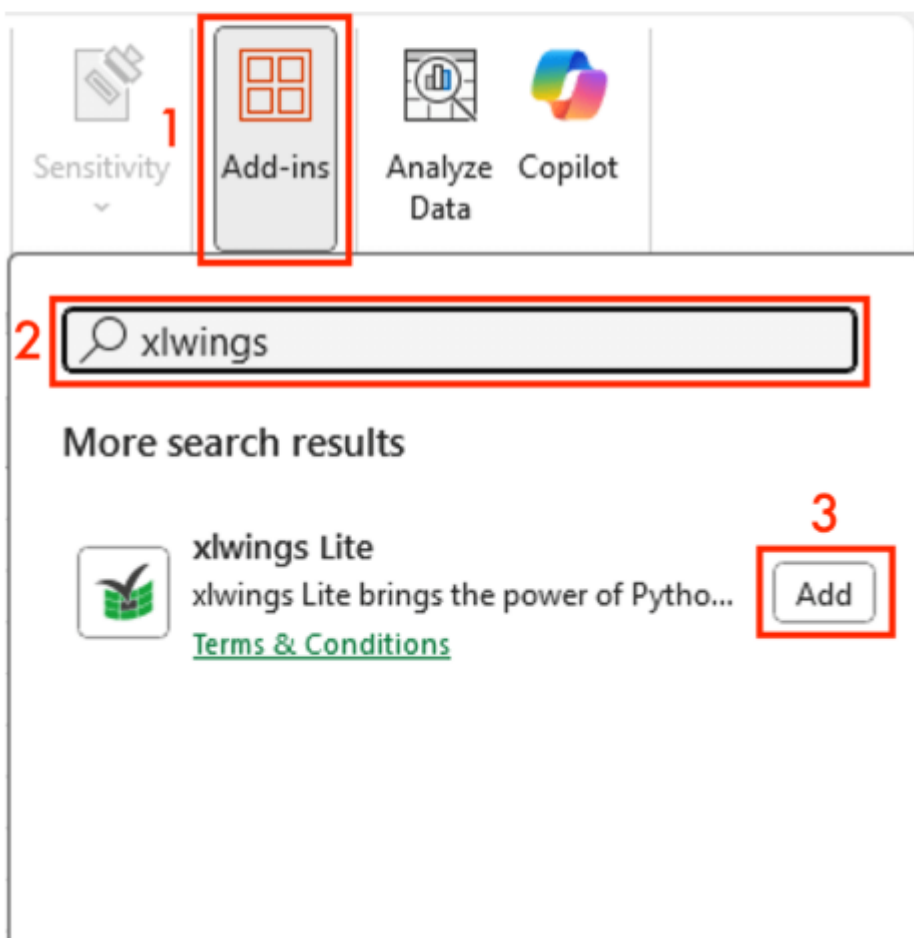 1
Sensitivity
Add-ins
Analyze
Data
Copilot
2
xlwings
More search results
3
xlwings Lite
xlwings Lite brings the power of Pytho...
Add
Terms & Conditions